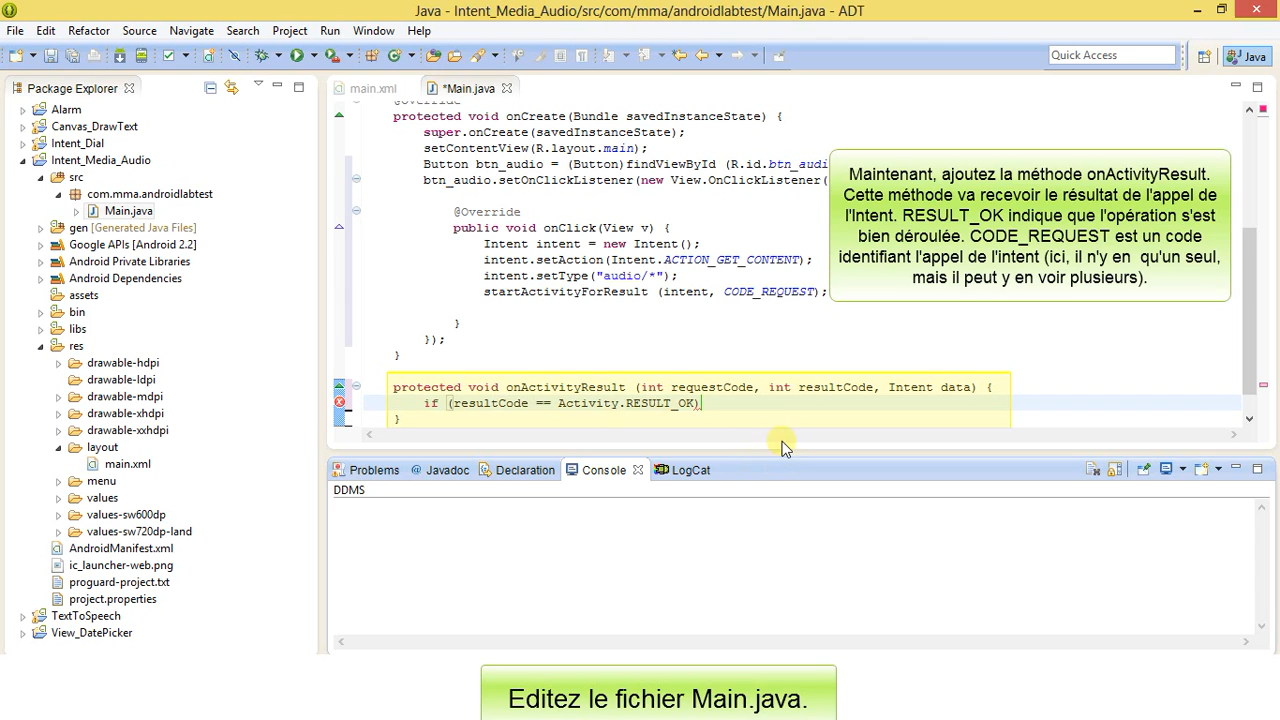 Java - Intent_Media_Audio/src/com/mma/androidlabtest/Main.java - ADT
File Edit Refactor Source Navigate Search Project Run Window Help
Quick Access
Java
Package Explorer
Alarm
Canvas_DrawText
Intent_Dial
Intent_Media_Audio
src
com.mma.androidlabtest
Main.java
gen [Generated Java Files]
Google APIs [Android 2.2]
Android Private Libraries
Android Dependencies
assets
bin
libs
res
drawable-hdpi
drawable-ldpi
drawable-mdpi
drawable-xhdpi
drawable-xxhdpi
layout
main.xml
menu
values
values-sw600dp
values-sw720dp-land
AndroidManifest.xml
ic_launcher-web.png
proguard-project.txt
project.properties
TextToSpeech
View_DatePicker
main.xml *Main.java
@Override
protected void onCreate(Bundle savedInstanceState) {
super.onCreate(savedInstanceState);
setContentView(R.layout.main);
Button btn_audio = (Button)findViewById (R.id.btn_aud
btn_audio.setOnClickListener(new View.OnClickListener(
@Override
public void onClick(View v) {
Intent intent = new Intent();
intent.setAction(Intent.ACTION_GET_CONTENT);
intent.setType("audio/*");
startActivityForResult (intent, CODE_REQUEST);
}
});
}
protected void onActivityResult (int requestCode, int resultCode, Intent data) {
if (resultCode == Activity.RESULT_OK)
}
Maintenant, ajoutez la méthode onActivityResult.
Cette méthode va recevoir le résultat de l'appel de
l'Intent. RESULT_OK indique que l'opération s'est
bien déroulée. CODE_REQUEST est un code
identifiant l'appel de l'intent (ici, il n'y en qu'un seul,
mais il peut y en voir plusieurs).
Problems Javadoc Declaration Console LogCat
DDMS
Editez le fichier Main.java.